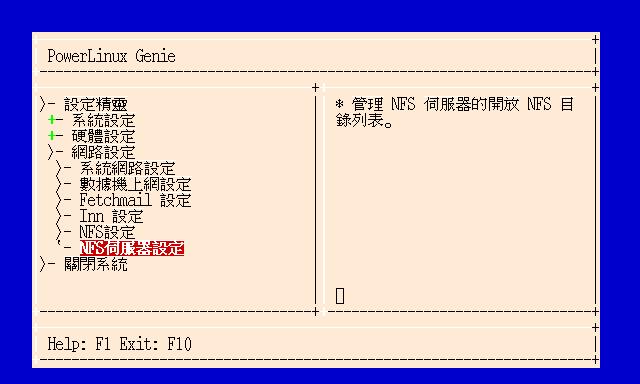 PowerLinux Genie
>- 設定精靈
+- 系統設定
+- 硬體設定
>- 網路設定
>- 系統網路設定
>- 數據機上網設定
>- Fetchmail 設定
>- Inn 設定
>- NFS設定
`- NFS伺服器設定
>- 關閉系統
* 管理 NFS 伺服器的開放 NFS 目
錄列表。
Help: F1 Exit: F10